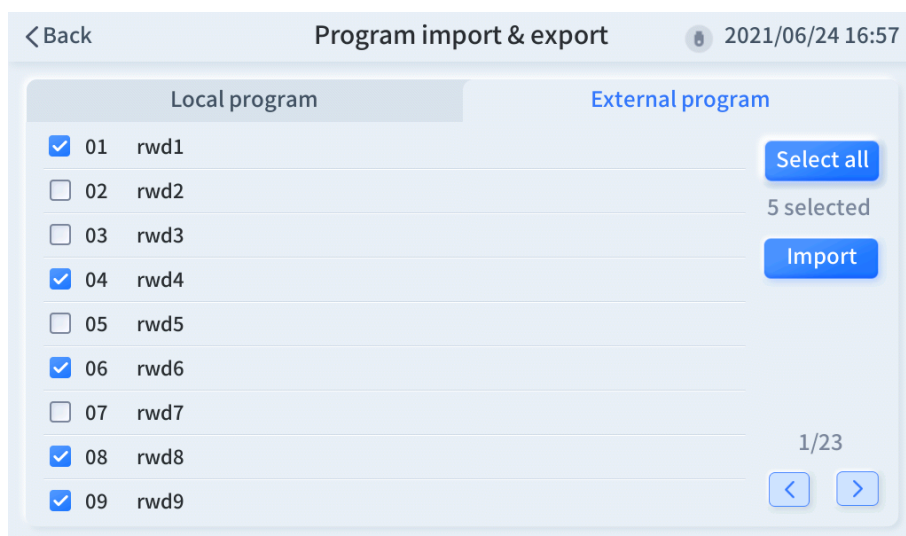 Back Program import & export 2021/06/24 16:57
Local program External program
01 rwd1
02 rwd2
03 rwd3
04 rwd4
05 rwd5
06 rwd6
07 rwd7
08 rwd8
09 rwd9
Select all
5 selected
Import
1/23